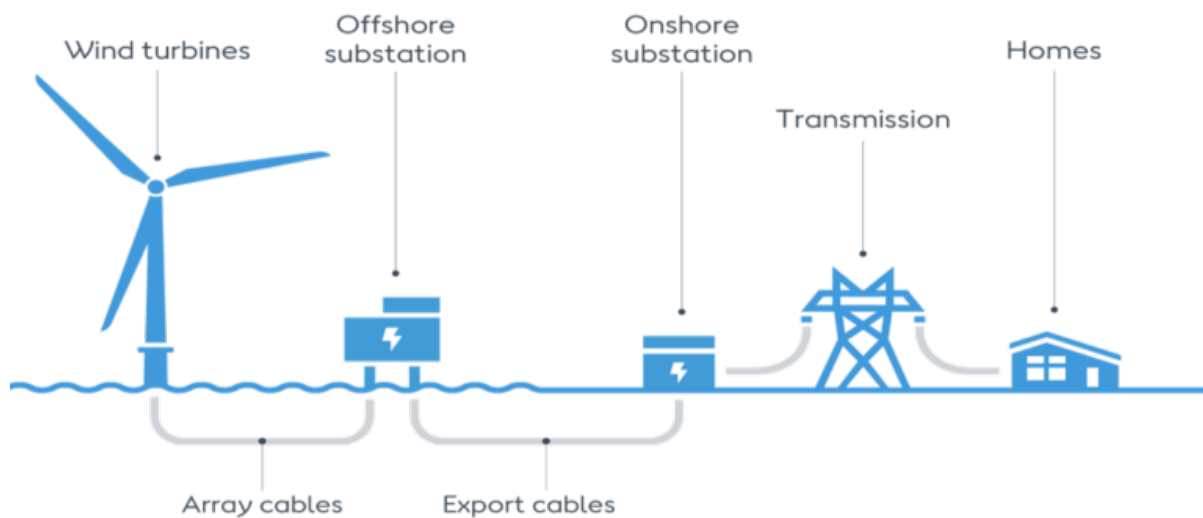 Wind turbines
Offshore
substation
Onshore
substation
Homes
Transmission
Array cables
Export cables